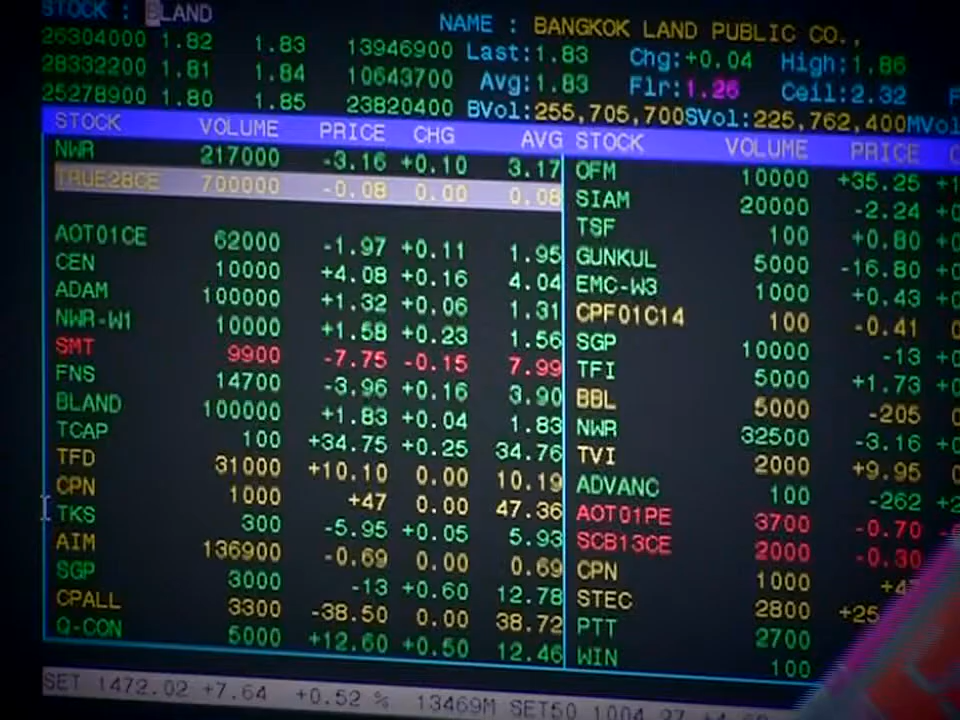 STOCK : BLAND NAME : BANGKOK LAND PUBLIC CO.,
26304000 1.82 1.83 13946900 Last:1.83 Chg:+0.04 High:1.86
28332200 1.81 1.84 10643700 Avg:1.83 Flr:1.26 Ceil:2.32
25278900 1.80 1.85 23820400 BVol:255,705,700 SVol:225,762,400 MVol
STOCK VOLUME PRICE CHG AVG STOCK VOLUME PRICE
NWR 217000 -3.16 +0.10 3.17 OFM 10000 +35.25
TRUE28CE 700000 -0.08 0.00 0.08 SIAM 20000 -2.24
TSF 100 +0.80
AOT01CE 62000 -1.97 +0.11 1.95 GUNKUL 5000 -16.80
CEN 10000 +4.08 +0.16 4.04 EMC-W3 1000 +0.43
ADAM 100000 +1.32 +0.06 1.31 CPF01C14 100 -0.41
NWR-W1 10000 +1.58 +0.23 1.56 SGP 10000 -13
SMT 9900 -7.75 -0.15 7.99 TFI 5000 +1.73
FNS 14700 -3.96 +0.16 3.90 BBL 5000 -205
BLAND 100000 +1.83 +0.04 1.83 NWR 32500 -3.16
TCAP 100 +34.75 +0.25 34.76 TVI 2000 +9.95
TFD 31000 +10.10 0.00 10.19 ADVANC 100 -262
CPN 1000 +47 0.00 47.36 AOT01PE 3700 -0.70
TKS 300 -5.95 +0.05 5.93 SCB13CE 2000 -0.30
AIM 136900 -0.69 0.00 0.69 CPN 1000
SGP 3000 -13 +0.60 12.78 STEC 2800
CPALL 3300 -38.50 0.00 38.72 PTT 2700
Q-CON 5000 +12.60 +0.50 12.46 WIN 100
SET 1472.02 +7.64 +0.52 % 13469M SET50 1004.27